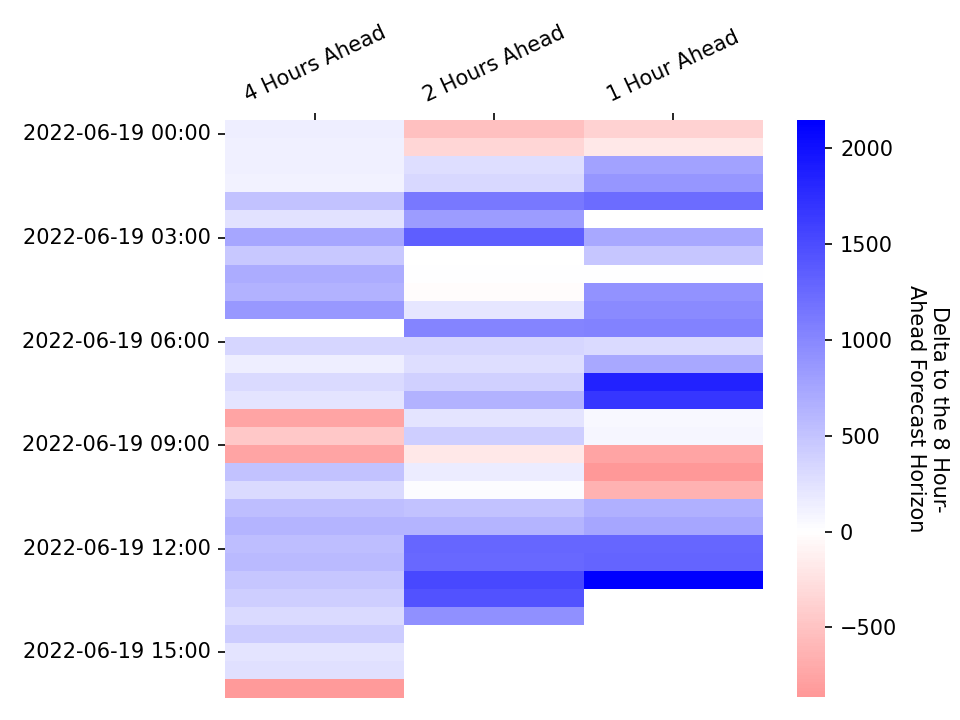 4 Hours Ahead
2 Hours Ahead
1 Hour Ahead
2022-06-19 00:00
2022-06-19 03:00
2022-06-19 06:00
2022-06-19 09:00
2022-06-19 12:00
2022-06-19 15:00
2000
1500
1000
500
0
−500
Delta to the 8 Hour-
Ahead Forecast Horizon